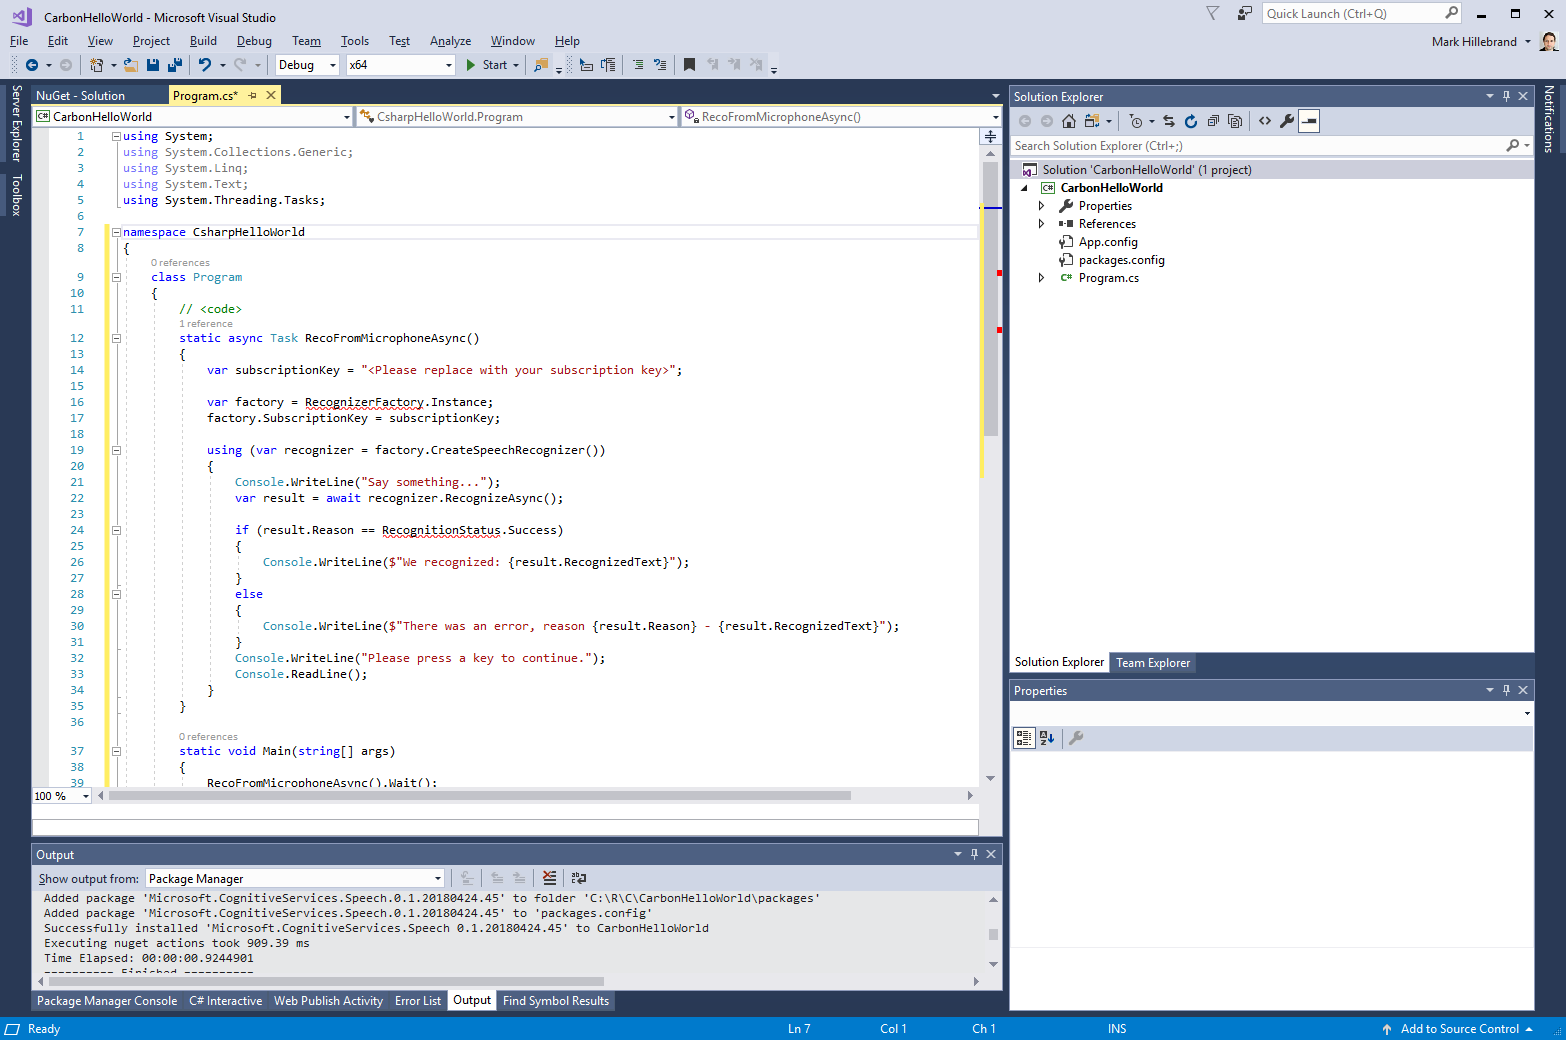 CarbonHelloWorld - Microsoft Visual Studio
Quick Launch (Ctrl+Q)
File Edit View Project Build Debug Team Tools Test Analyze Window Help
Mark Hillebrand
Debug x64 Start
Server Explorer
Toolbox
NuGet - Solution Program.cs*
C# CarbonHelloWorld CsharpHelloWorld.Program RecoFromMicrophoneAsync()
1 using System;
2 using System.Collections.Generic;
3 using System.Linq;
4 using System.Text;
5 using System.Threading.Tasks;
6
7 namespace CsharpHelloWorld
8 {
0 references
9 class Program
10 {
11 // <code>
1 reference
12 static async Task RecoFromMicrophoneAsync()
13 {
14 var subscriptionKey = "<Please replace with your subscription key>";
15
16 var factory = RecognizerFactory.Instance;
17 factory.SubscriptionKey = subscriptionKey;
18
19 using (var recognizer = factory.CreateSpeechRecognizer())
20 {
21 Console.WriteLine("Say something...");
22 var result = await recognizer.RecognizeAsync();
23
24 if (result.Reason == RecognitionStatus.Success)
25 {
26 Console.WriteLine($"We recognized: {result.RecognizedText}");
27 }
28 else
29 {
30 Console.WriteLine($"There was an error, reason {result.Reason} - {result.RecognizedText}");
31 }
32 Console.WriteLine("Please press a key to continue.");
33 Console.ReadLine();
34 }
35 }
36
0 references
37 static void Main(string[] args)
38 {
39 RecoFromMicrophoneAsync().Wait();
100 %
Output
Show output from: Package Manager
Added package 'Microsoft.CognitiveServices.Speech.0.1.20180424.45' to folder 'C:\R\C\CarbonHelloWorld\packages'
Added package 'Microsoft.CognitiveServices.Speech.0.1.20180424.45' to 'packages.config'
Successfully installed 'Microsoft.CognitiveServices.Speech 0.1.20180424.45' to CarbonHelloWorld
Executing nuget actions took 909.39 ms
Time Elapsed: 00:00:00.9244901
========== Finished ==========
Package Manager Console C# Interactive Web Publish Activity Error List Output Find Symbol Results
Solution Explorer
Search Solution Explorer (Ctrl+;)
Solution 'CarbonHelloWorld' (1 project)
C# CarbonHelloWorld
Properties
References
App.config
packages.config
C# Program.cs
Solution Explorer Team Explorer
Properties
Notifications
Ready Ln 7 Col 1 Ch 1 INS Add to Source Control